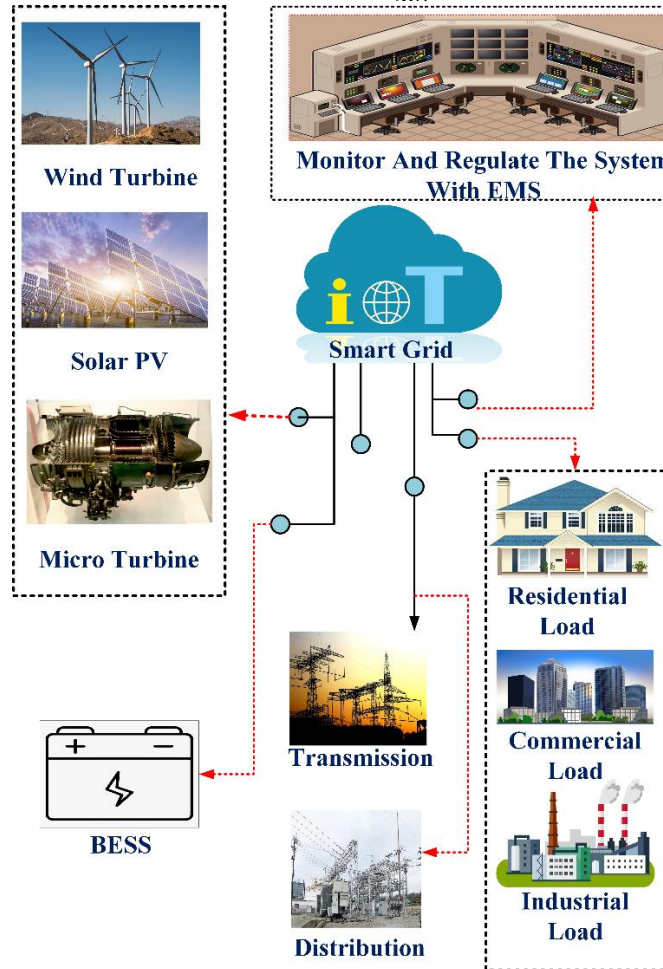 Wind Turbine
Solar PV
Micro Turbine
Monitor And Regulate The System
With EMS
iOT
Smart Grid
BESS
Transmission
Distribution
Residential
Load
Commercial
Load
Industrial
Load